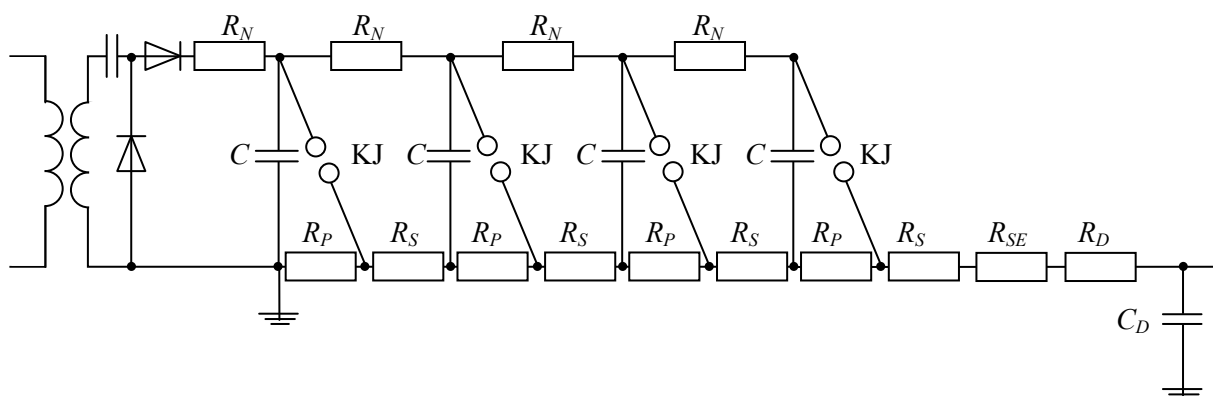 R_N R_N R_N R_N
C KJ C KJ C KJ C KJ
R_P R_S R_P R_S R_P R_S R_P R_S R_SE R_D
C_D